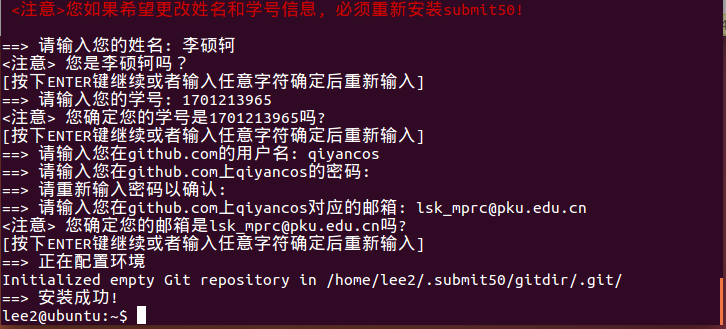 <注意>您如果希望更改姓名和学号信息, 必须重新安装submit50!
==> 请输入您的姓名: 李硕轲
<注意> 您是李硕轲吗？
[按下ENTER键继续或者输入任意字符确定后重新输入]
==> 请输入您的学号: 1701213965
<注意> 您确定您的学号是1701213965吗?
[按下ENTER键继续或者输入任意字符确定后重新输入]
==> 请输入您在github.com的用户名: qiyancos
==> 请输入您在github.com上qiyancos的密码:
==> 请重新输入密码以确认:
==> 请输入您在github.com上qiyancos对应的邮箱: lsk_mprc@pku.edu.cn
<注意> 您确定您的邮箱是lsk_mprc@pku.edu.cn吗?
[按下ENTER键继续或者输入任意字符确定后重新输入]
==> 正在配置环境
Initialized empty Git repository in /home/lee2/.submit50/gitdir/.git/
==> 安装成功!
lee2@ubuntu:~$